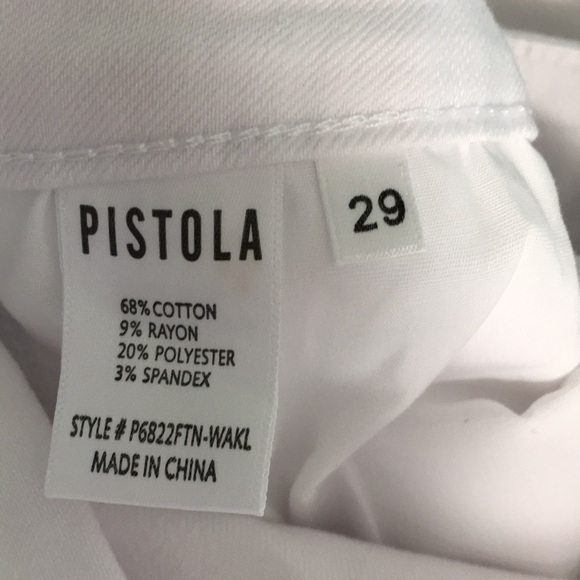 PISTOLA
29
68% COTTON
9% RAYON
20% POLYESTER
3% SPANDEX
STYLE # P6822FTN-WAKL
MADE IN CHINA